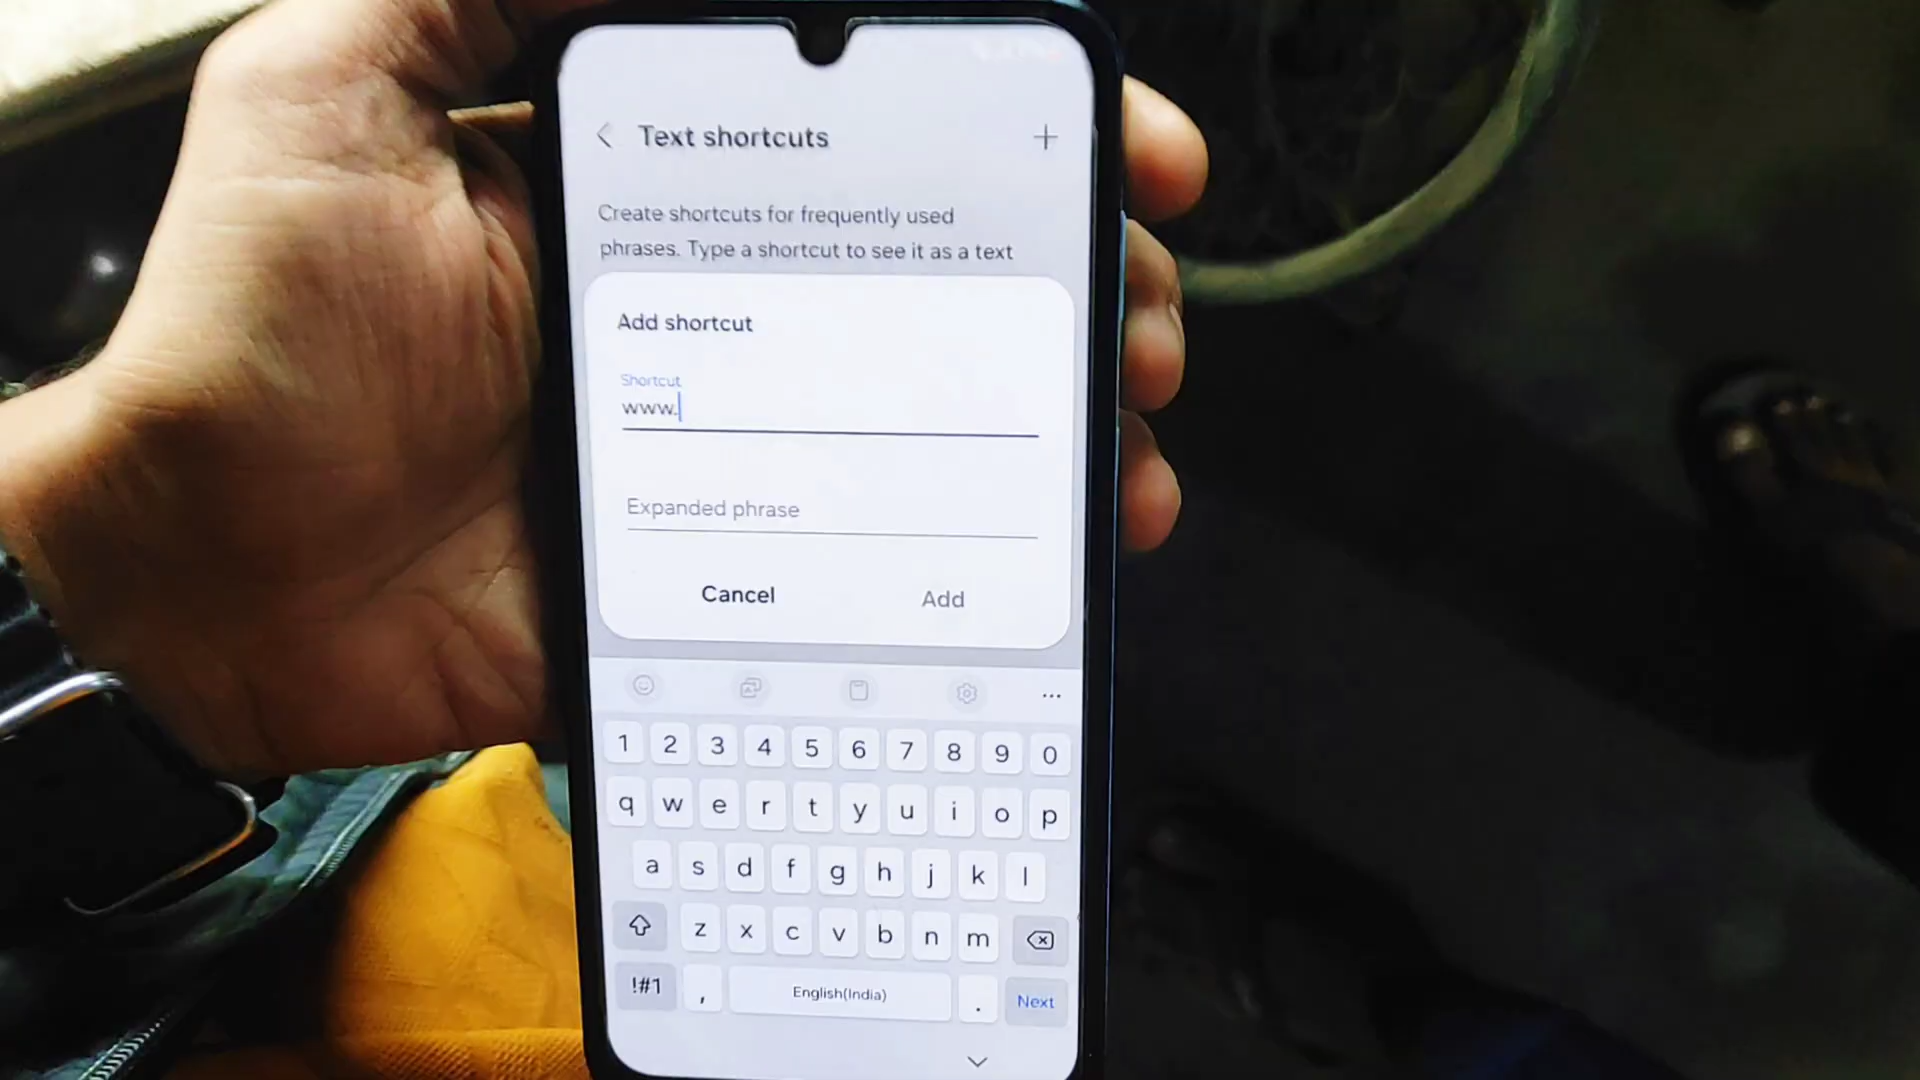 Text shortcuts
Create shortcuts for frequently used
phrases. Type a shortcut to see it as a text
Add shortcut
Shortcut
www.
Expanded phrase
Cancel Add
1 2 3 4 5 6 7 8 9 0
q w e r t y u i o p
a s d f g h j k l
z x c v b n m
!#1 , English(India) . Next